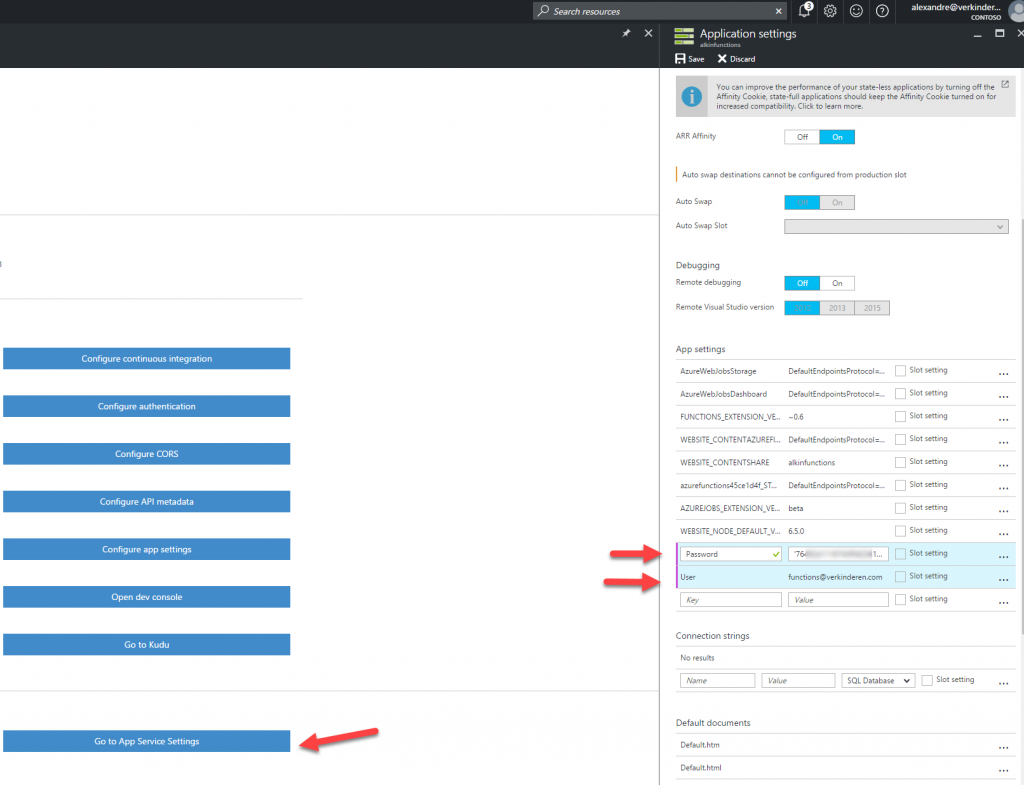 Search resources
3
alexandre@verkinder...
CONTOSO
Application settings
alkinfunctions
Save Discard
You can improve the performance of your state-less applications by turning off the
Affinity Cookie, state-full applications should keep the Affinity Cookie turned on for
increased compatibility. Click to learn more.
ARR Affinity Off On
Auto swap destinations cannot be configured from production slot
Auto Swap Off On
Auto Swap Slot
Debugging
Remote debugging Off On
Remote Visual Studio version 2012 2013 2015
App settings
AzureWebJobsStorage DefaultEndpointsProtocol=... Slot setting ...
AzureWebJobsDashboard DefaultEndpointsProtocol=... Slot setting ...
FUNCTIONS_EXTENSION_VE... ~0.6 Slot setting ...
WEBSITE_CONTENTAZUREFI... DefaultEndpointsProtocol=... Slot setting ...
WEBSITE_CONTENTSHARE alkinfunctions Slot setting ...
azurefunctions45ce1d4f_ST... DefaultEndpointsProtocol=... Slot setting ...
AZUREJOBS_EXTENSION_VE... beta Slot setting ...
WEBSITE_NODE_DEFAULT_V... 6.5.0 Slot setting ...
Password '76 1... Slot setting ...
User functions@verkinderen.com Slot setting ...
Key Value Slot setting ...
Connection strings
No results
Name Value SQL Database Slot setting ...
Default documents
Default.htm ...
Default.html ...
Configure continuous integration
Configure authentication
Configure CORS
Configure API metadata
Configure app settings
Open dev console
Go to Kudu
Go to App Service Settings